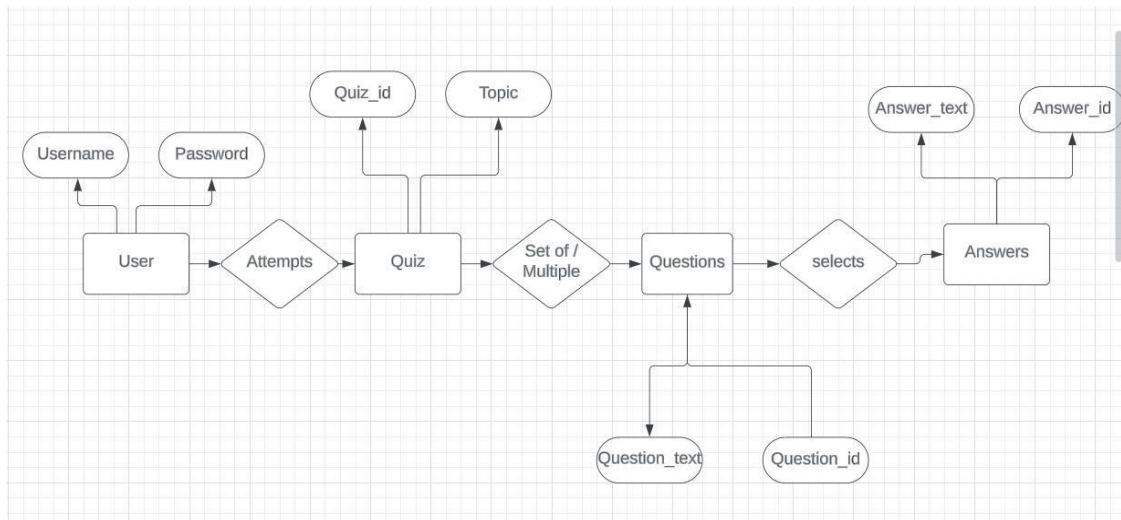 Quiz_id
Topic
Answer_text
Answer_id
Username
Password
User
Attempts
Quiz
Set of /
Multiple
Questions
selects
Answers
Question_text
Question_id